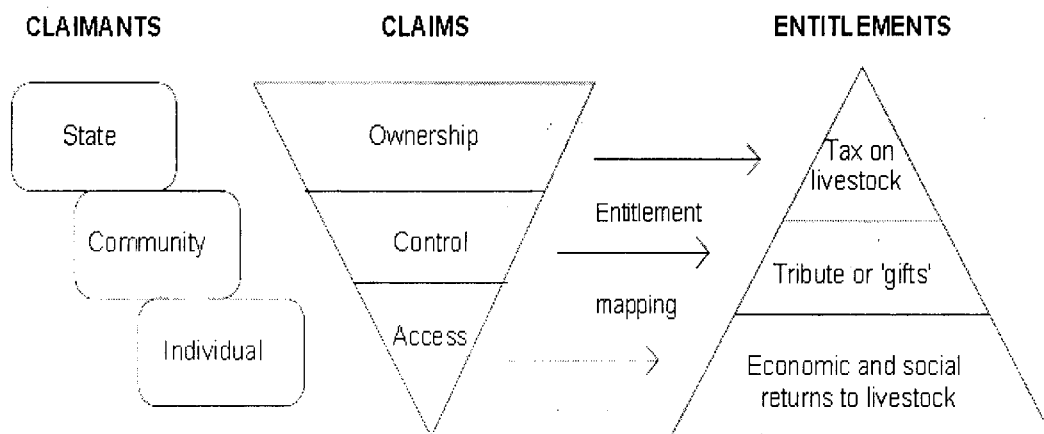 CLAIMANTS
CLAIMS
ENTITLEMENTS
State
Community
Individual
Ownership
Control
Access
Entitlement
mapping
Tax on
livestock
Tribute or 'gifts'
Economic and social
returns to livestock